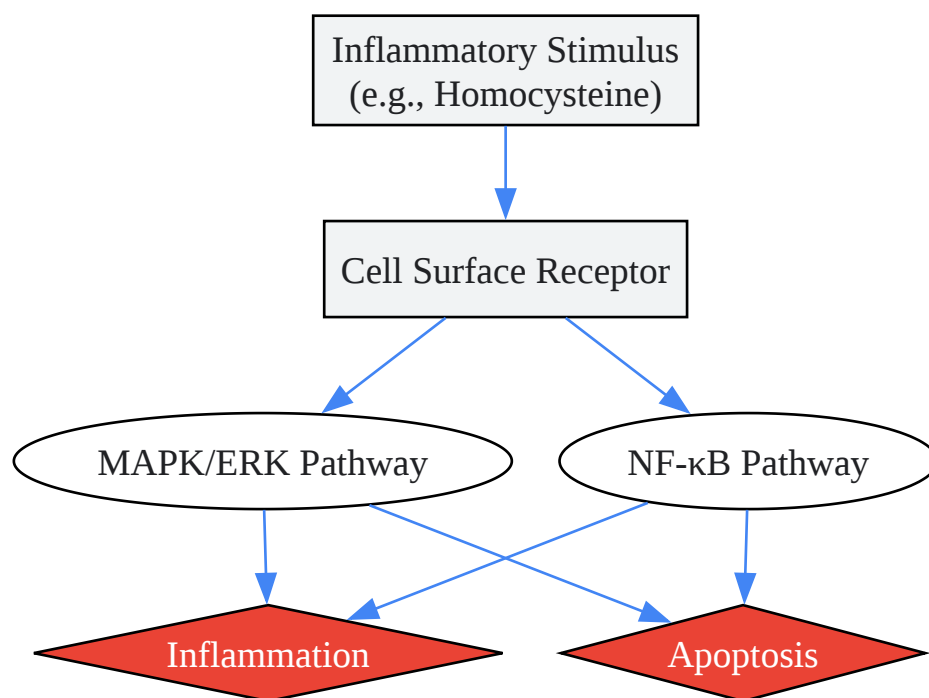 Inflammatory Stimulus
(e.g., Homocysteine)
Cell Surface Receptor
MAPK/ERK Pathway
NF-κB Pathway
Inflammation
Apoptosis